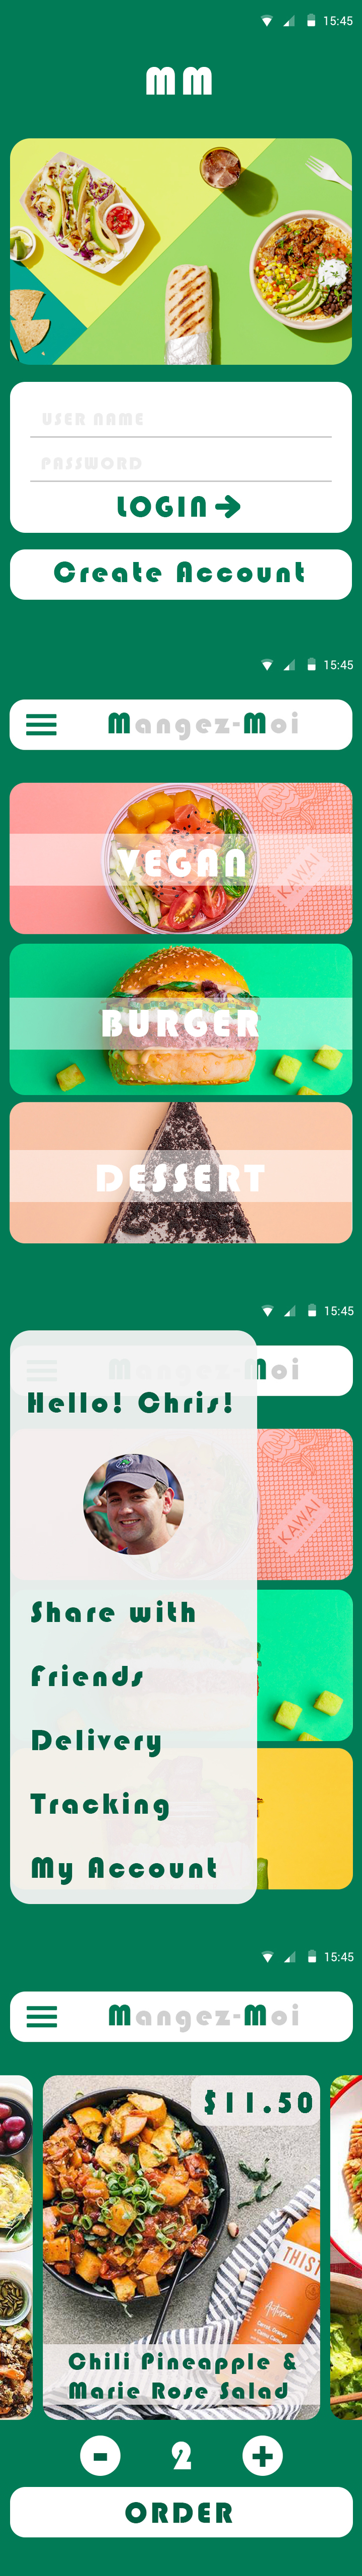 15:45
MM
USER NAME
PASSWORD
LOGIN
Create Account
15:45
Mangez-Moi
VEGAN
KAWAI
BURGER
DESSERT
15:45
Mangez-Moi
Hello! Chris!
KAWAI
Share with
Friends
Delivery
Tracking
My Account
15:45
Mangez-Moi
$11.50
THIST
Autumn
Chili Pineapple &
Marie Rose Salad
- 2 +
ORDER